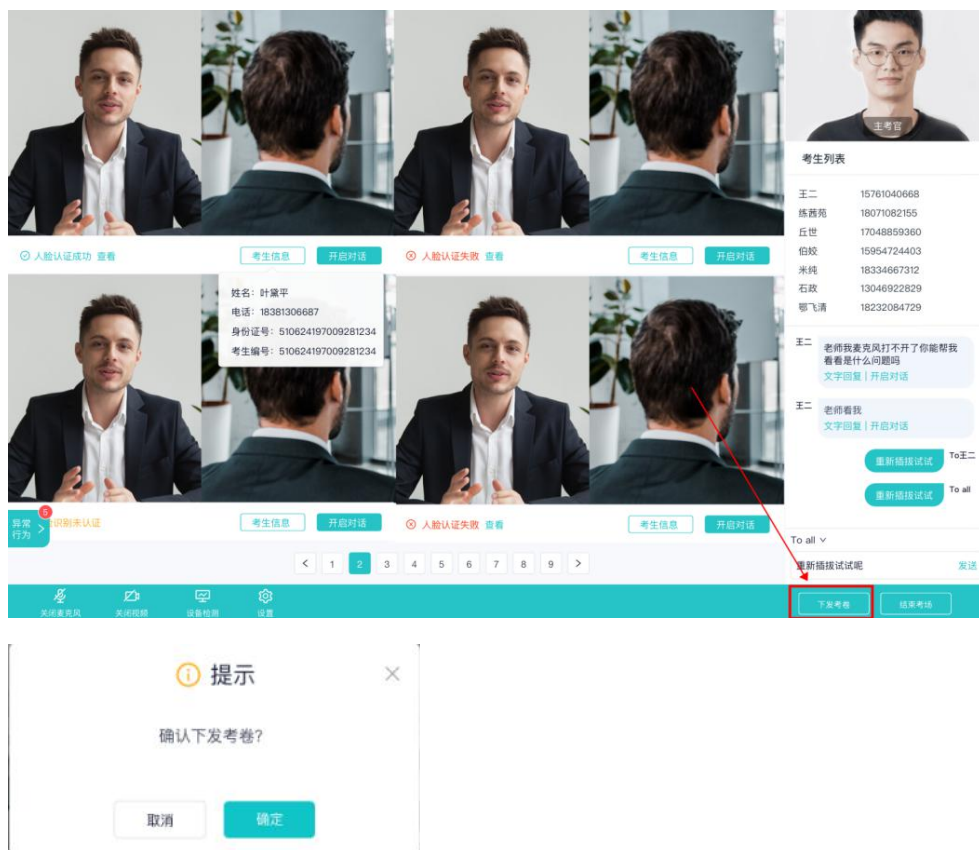 主考官
考生列表
王二 15761040668
练茜苑 18071082155
丘世 17048859360
伯皎 15954724403
米纯 18334667312
石政 13046922829
鄂飞清 18232084729
人脸认证成功 查看
考生信息
开启对话
人脸认证失败 查看
考生信息
开启对话
姓名：叶黛平
电话：18381306687
身份证号：510624197009281234
考生编号：510624197009281234
王二
老师我麦克风打不开了你能帮我
看看是什么问题吗
文字回复 | 开启对话
王二
老师看我
文字回复 | 开启对话
重新插拔试试
To王二
重新插拔试试
To all
异常
行为
5
识别未认证
考生信息
开启对话
人脸认证失败 查看
考生信息
开启对话
To all
重新插拔试试呢
发送
< 1 2 3 4 5 6 7 8 9 >
关闭麦克风
关闭视频
设备检测
设置
下发考卷
结束考场
提示
确认下发考卷?
取消
确定